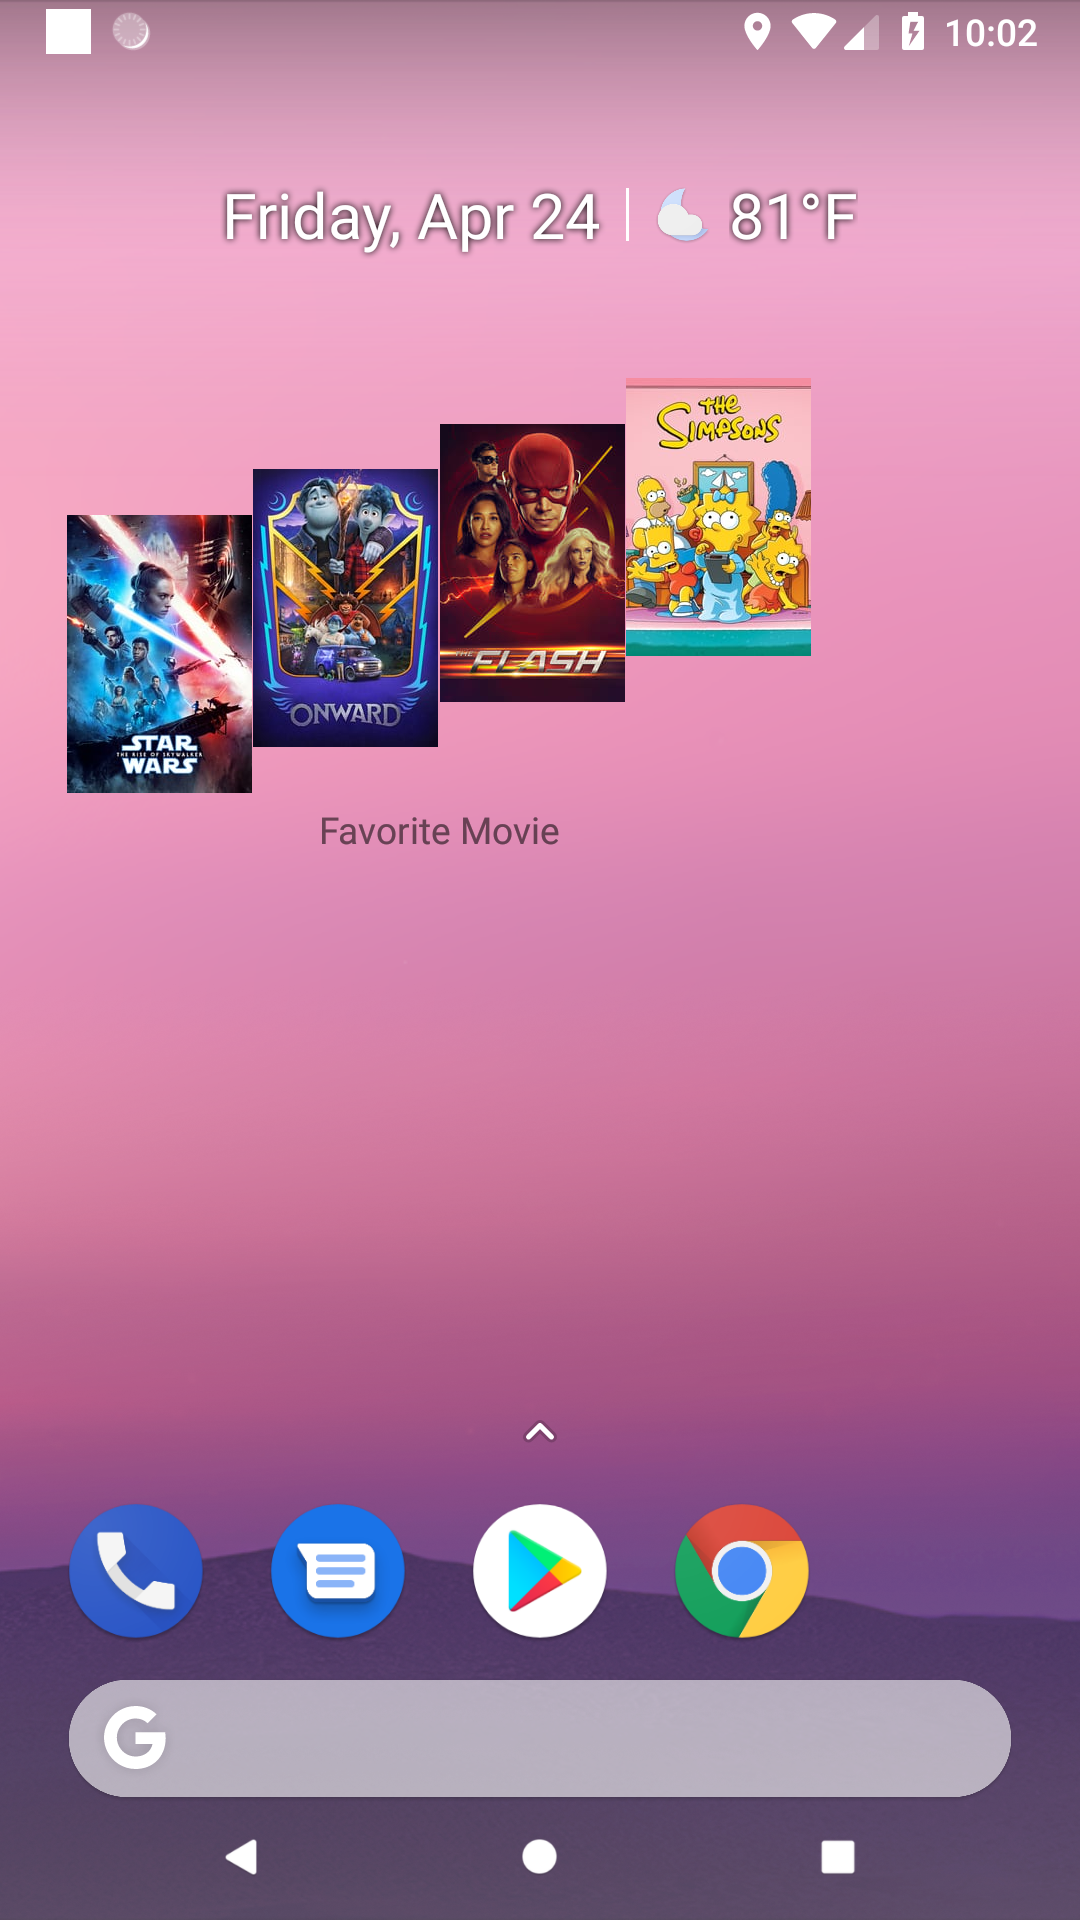 10:02
Friday, Apr 24 81°F
THE
SIMPSONS
THE FLASH
ONWARD
STAR
THE RISE OF SKYWALKER
WARS
Favorite Movie
G